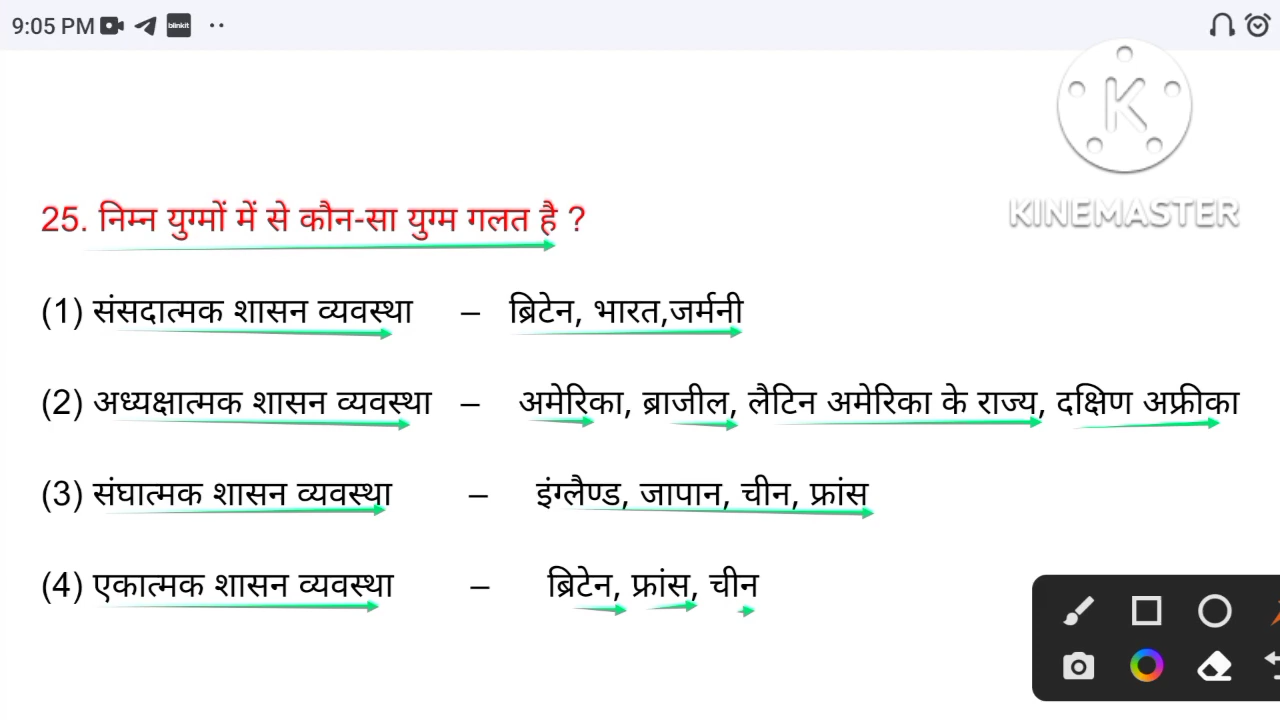 9:05 PM blinkit
KINEMASTER
25. निम्न युग्मों में से कौन-सा युग्म गलत है ?
(1) संसदात्मक शासन व्यवस्था – ब्रिटेन, भारत,जर्मनी
(2) अध्यक्षात्मक शासन व्यवस्था – अमेरिका, ब्राजील, लैटिन अमेरिका के राज्य, दक्षिण अफ्रीका
(3) संघात्मक शासन व्यवस्था – इंग्लैण्ड, जापान, चीन, फ्रांस
(4) एकात्मक शासन व्यवस्था – ब्रिटेन, फ्रांस, चीन